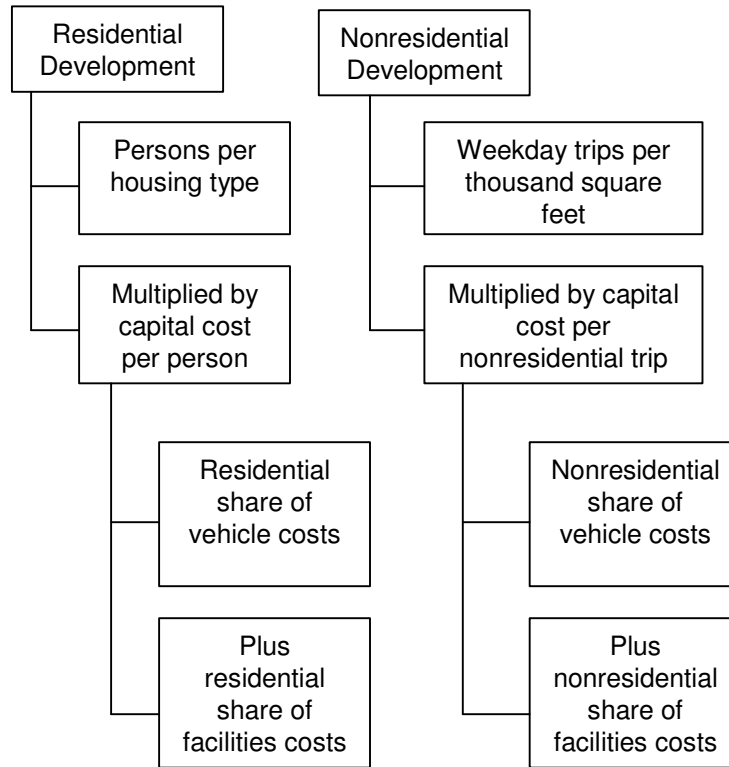 Residential
Development
Nonresidential
Development
Persons per
housing type
Weekday trips per
thousand square
feet
Multiplied by
capital cost
per person
Multiplied by capital
cost per
nonresidential trip
Residential
share of
vehicle costs
Nonresidential
share of
vehicle costs
Plus
residential
share of
facilities costs
Plus
nonresidential
share of
facilities costs